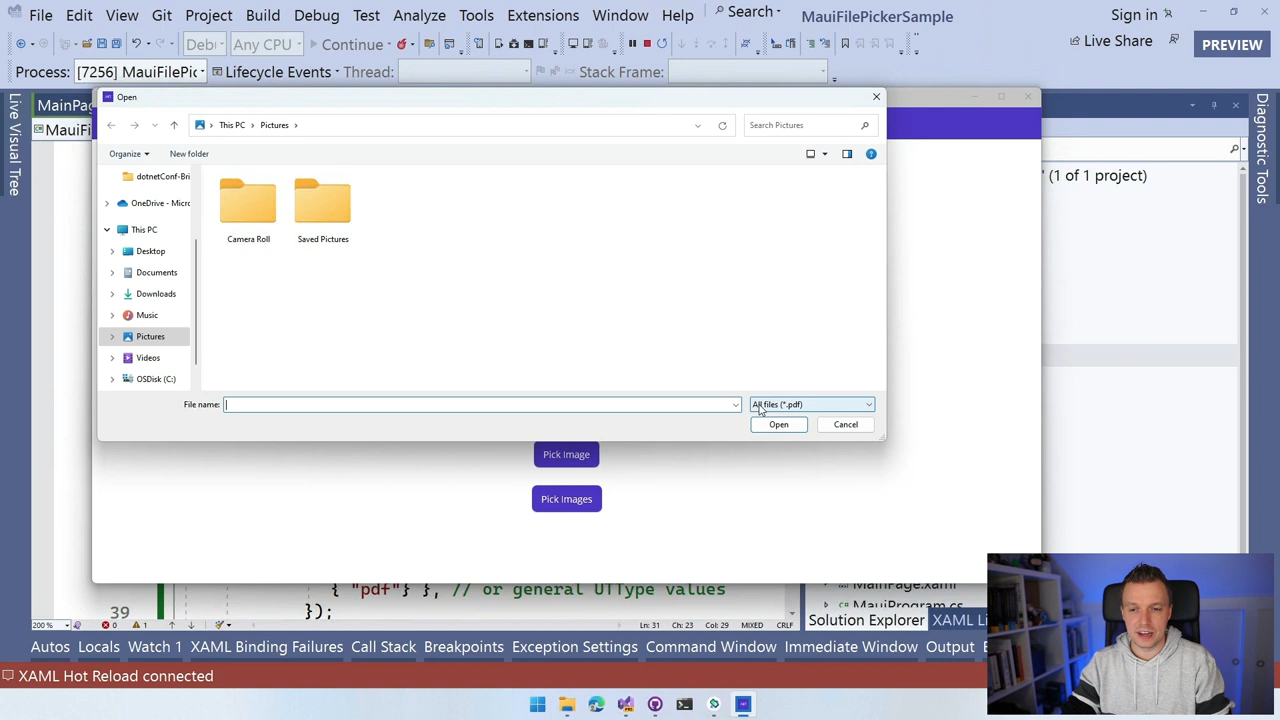 File Edit View Git Project Build Debug Test Analyze Tools Extensions Window Help Search MauiFilePickerSample Sign in
Any CPU Continue Live Share PREVIEW
Process: [7256] MauiFilePic Lifecycle Events Thread: Stack Frame:
Live Visual Tree
MainPag
MauiFi
Open
This PC Pictures Search Pictures
Organize New folder
dotnetConf-Bri
OneDrive - Micro
This PC
Desktop
Documents
Downloads
Music
Pictures
Videos
OSDisk (C:)
Camera Roll Saved Pictures
File name: All files (*.pdf)
Open Cancel
" (1 of 1 project)
Diagnostic Tools
Pick Image
Pick Images
{ "pdf"} }, // or general UTType values
39 });
MainPage.xaml
MauiProgram.cs
200 % 0 1 Ln: 31 Ch: 23 Col: 29 MIXED CRLF
Solution Explorer XAML Li
Autos Locals Watch 1 XAML Binding Failures Call Stack Breakpoints Exception Settings Command Window Immediate Window Output
XAML Hot Reload connected